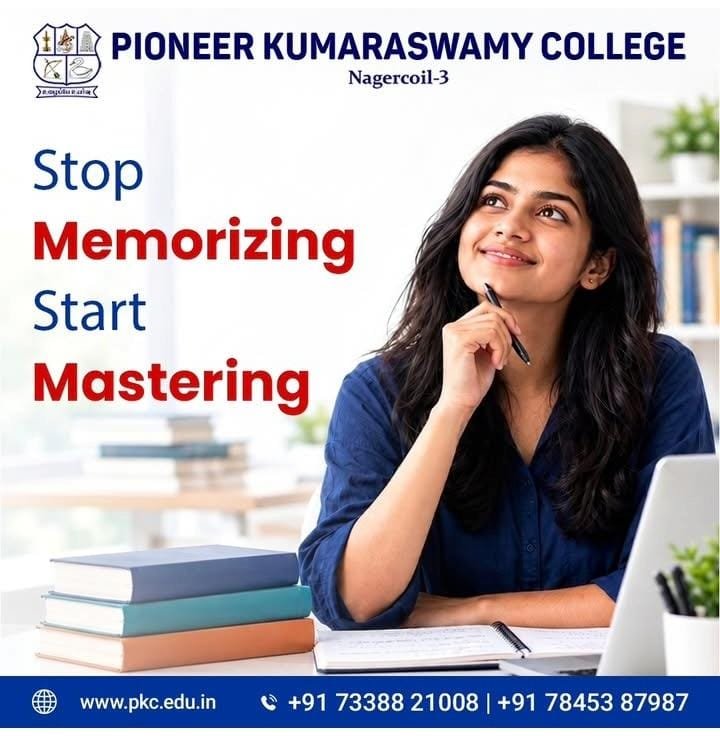 PIONEER KUMARASWAMY COLLEGE
Nagercoil-3
Stop
Memorizing
Start
Mastering
www.pkc.edu.in
+91 73388 21008 | +91 78453 87987